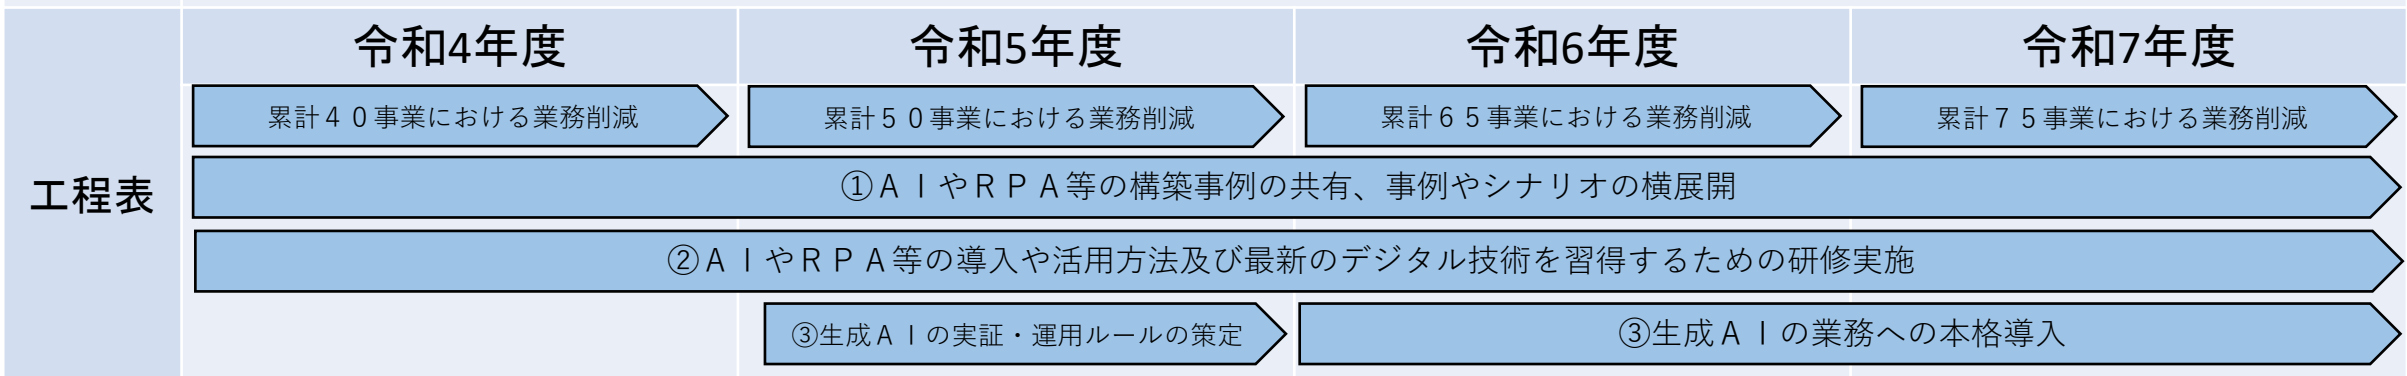 令和4年度
令和5年度
令和6年度
令和7年度
工程表
累計４０事業における業務削減
累計５０事業における業務削減
累計６５事業における業務削減
累計７５事業における業務削減
①ＡＩやＲＰＡ等の構築事例の共有、事例やシナリオの横展開
②ＡＩやＲＰＡ等の導入や活用方法及び最新のデジタル技術を習得するための研修実施
③生成ＡＩの実証・運用ルールの策定
③生成ＡＩの業務への本格導入